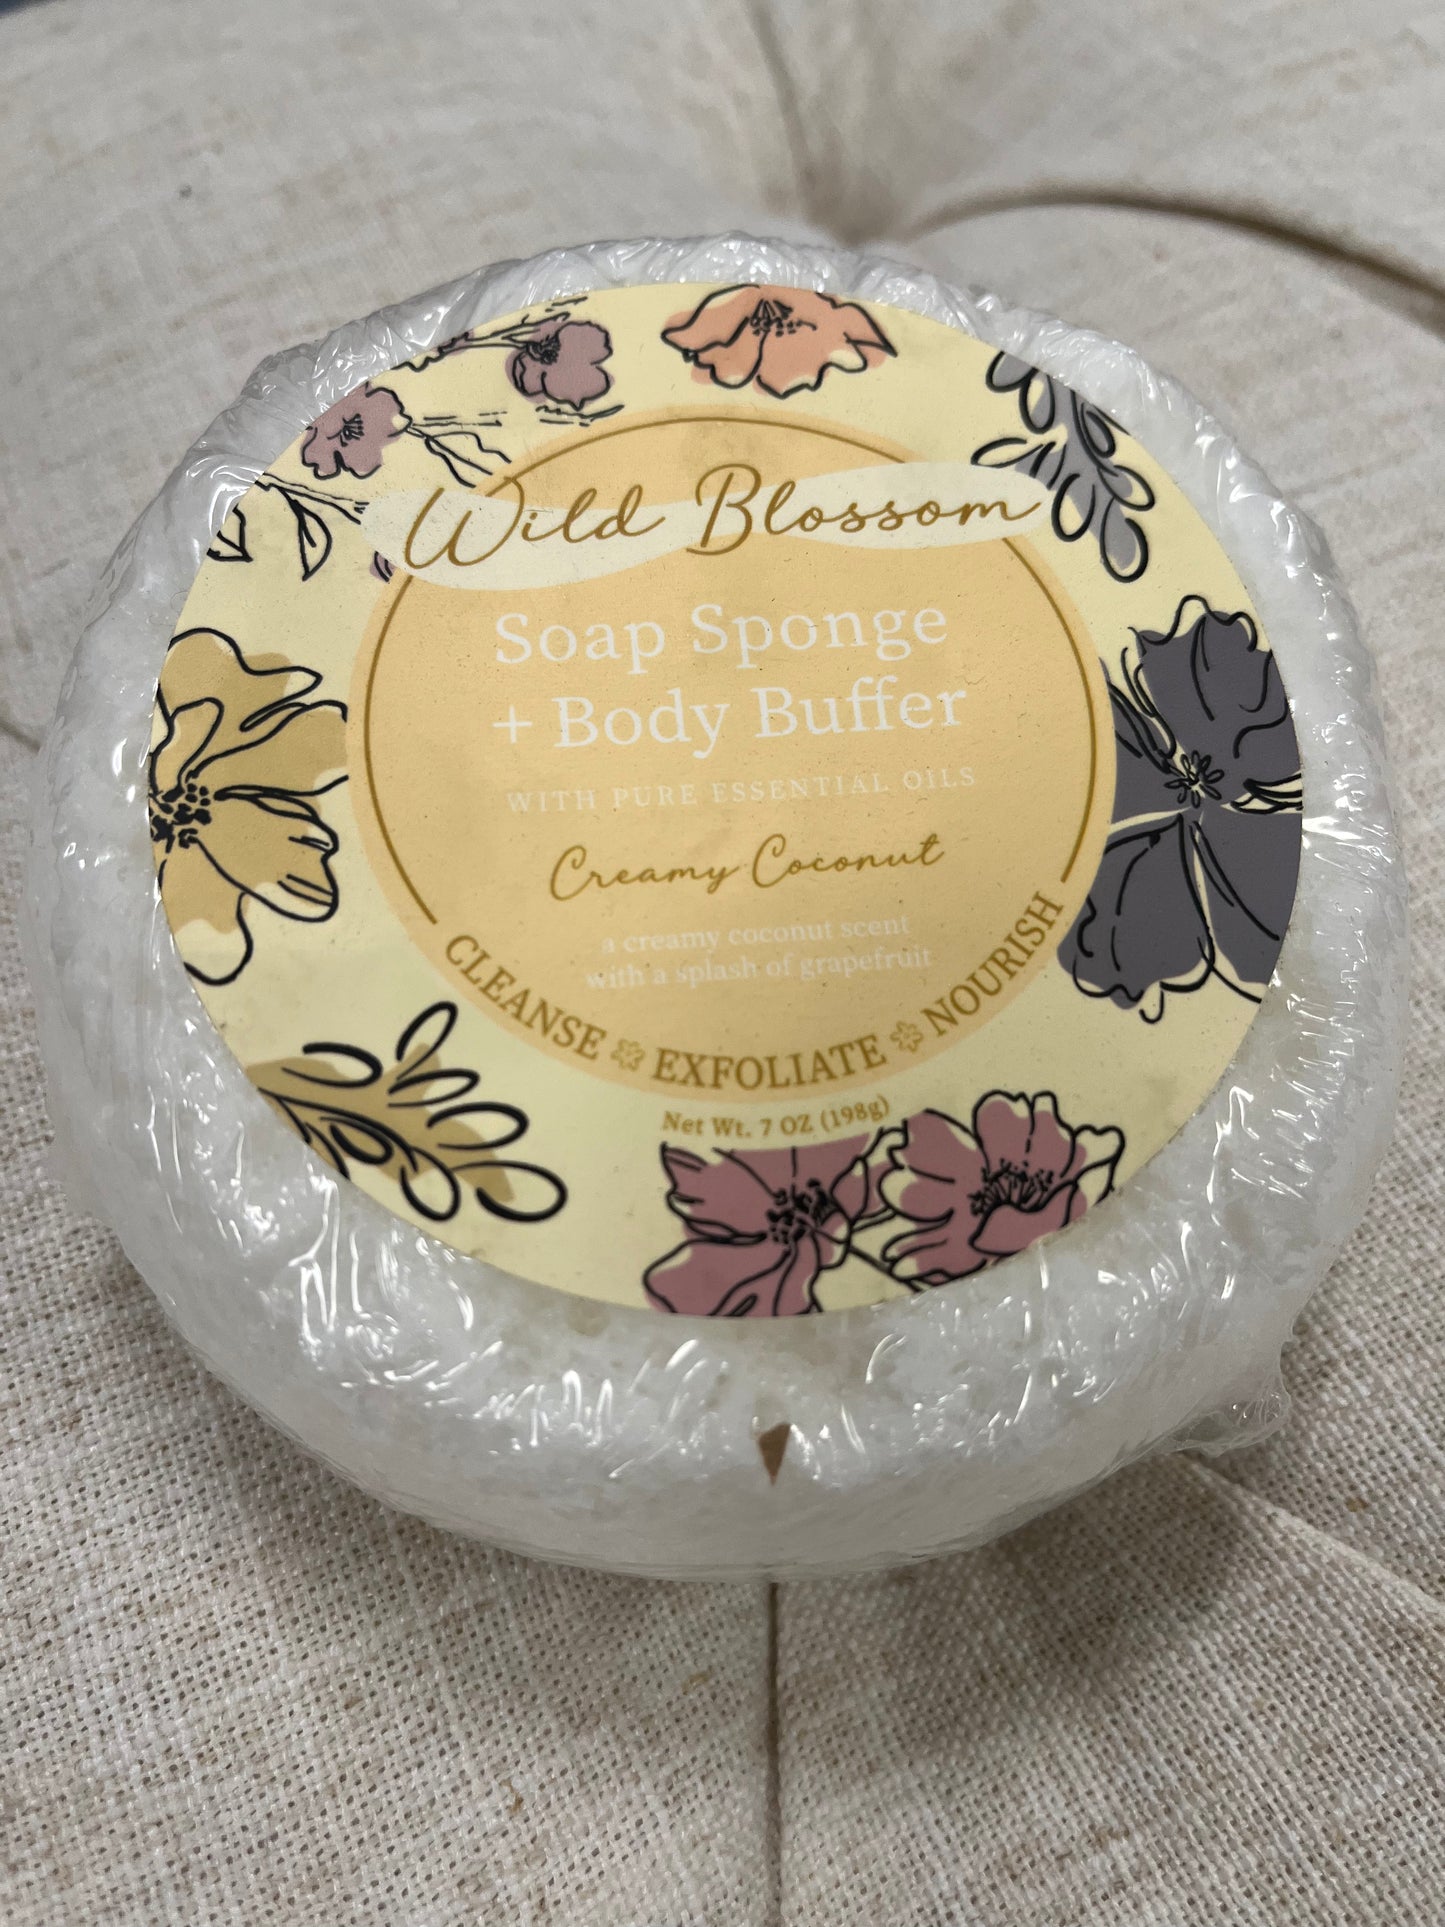 Wild Blossom
Soap Sponge
+ Body Buffer
WITH PURE ESSENTIAL OILS
Creamy Coconut
a creamy coconut scent
with a splash of grapefruit
CLEANSE EXFOLIATE NOURISH
Net Wt. 7 OZ (198g)